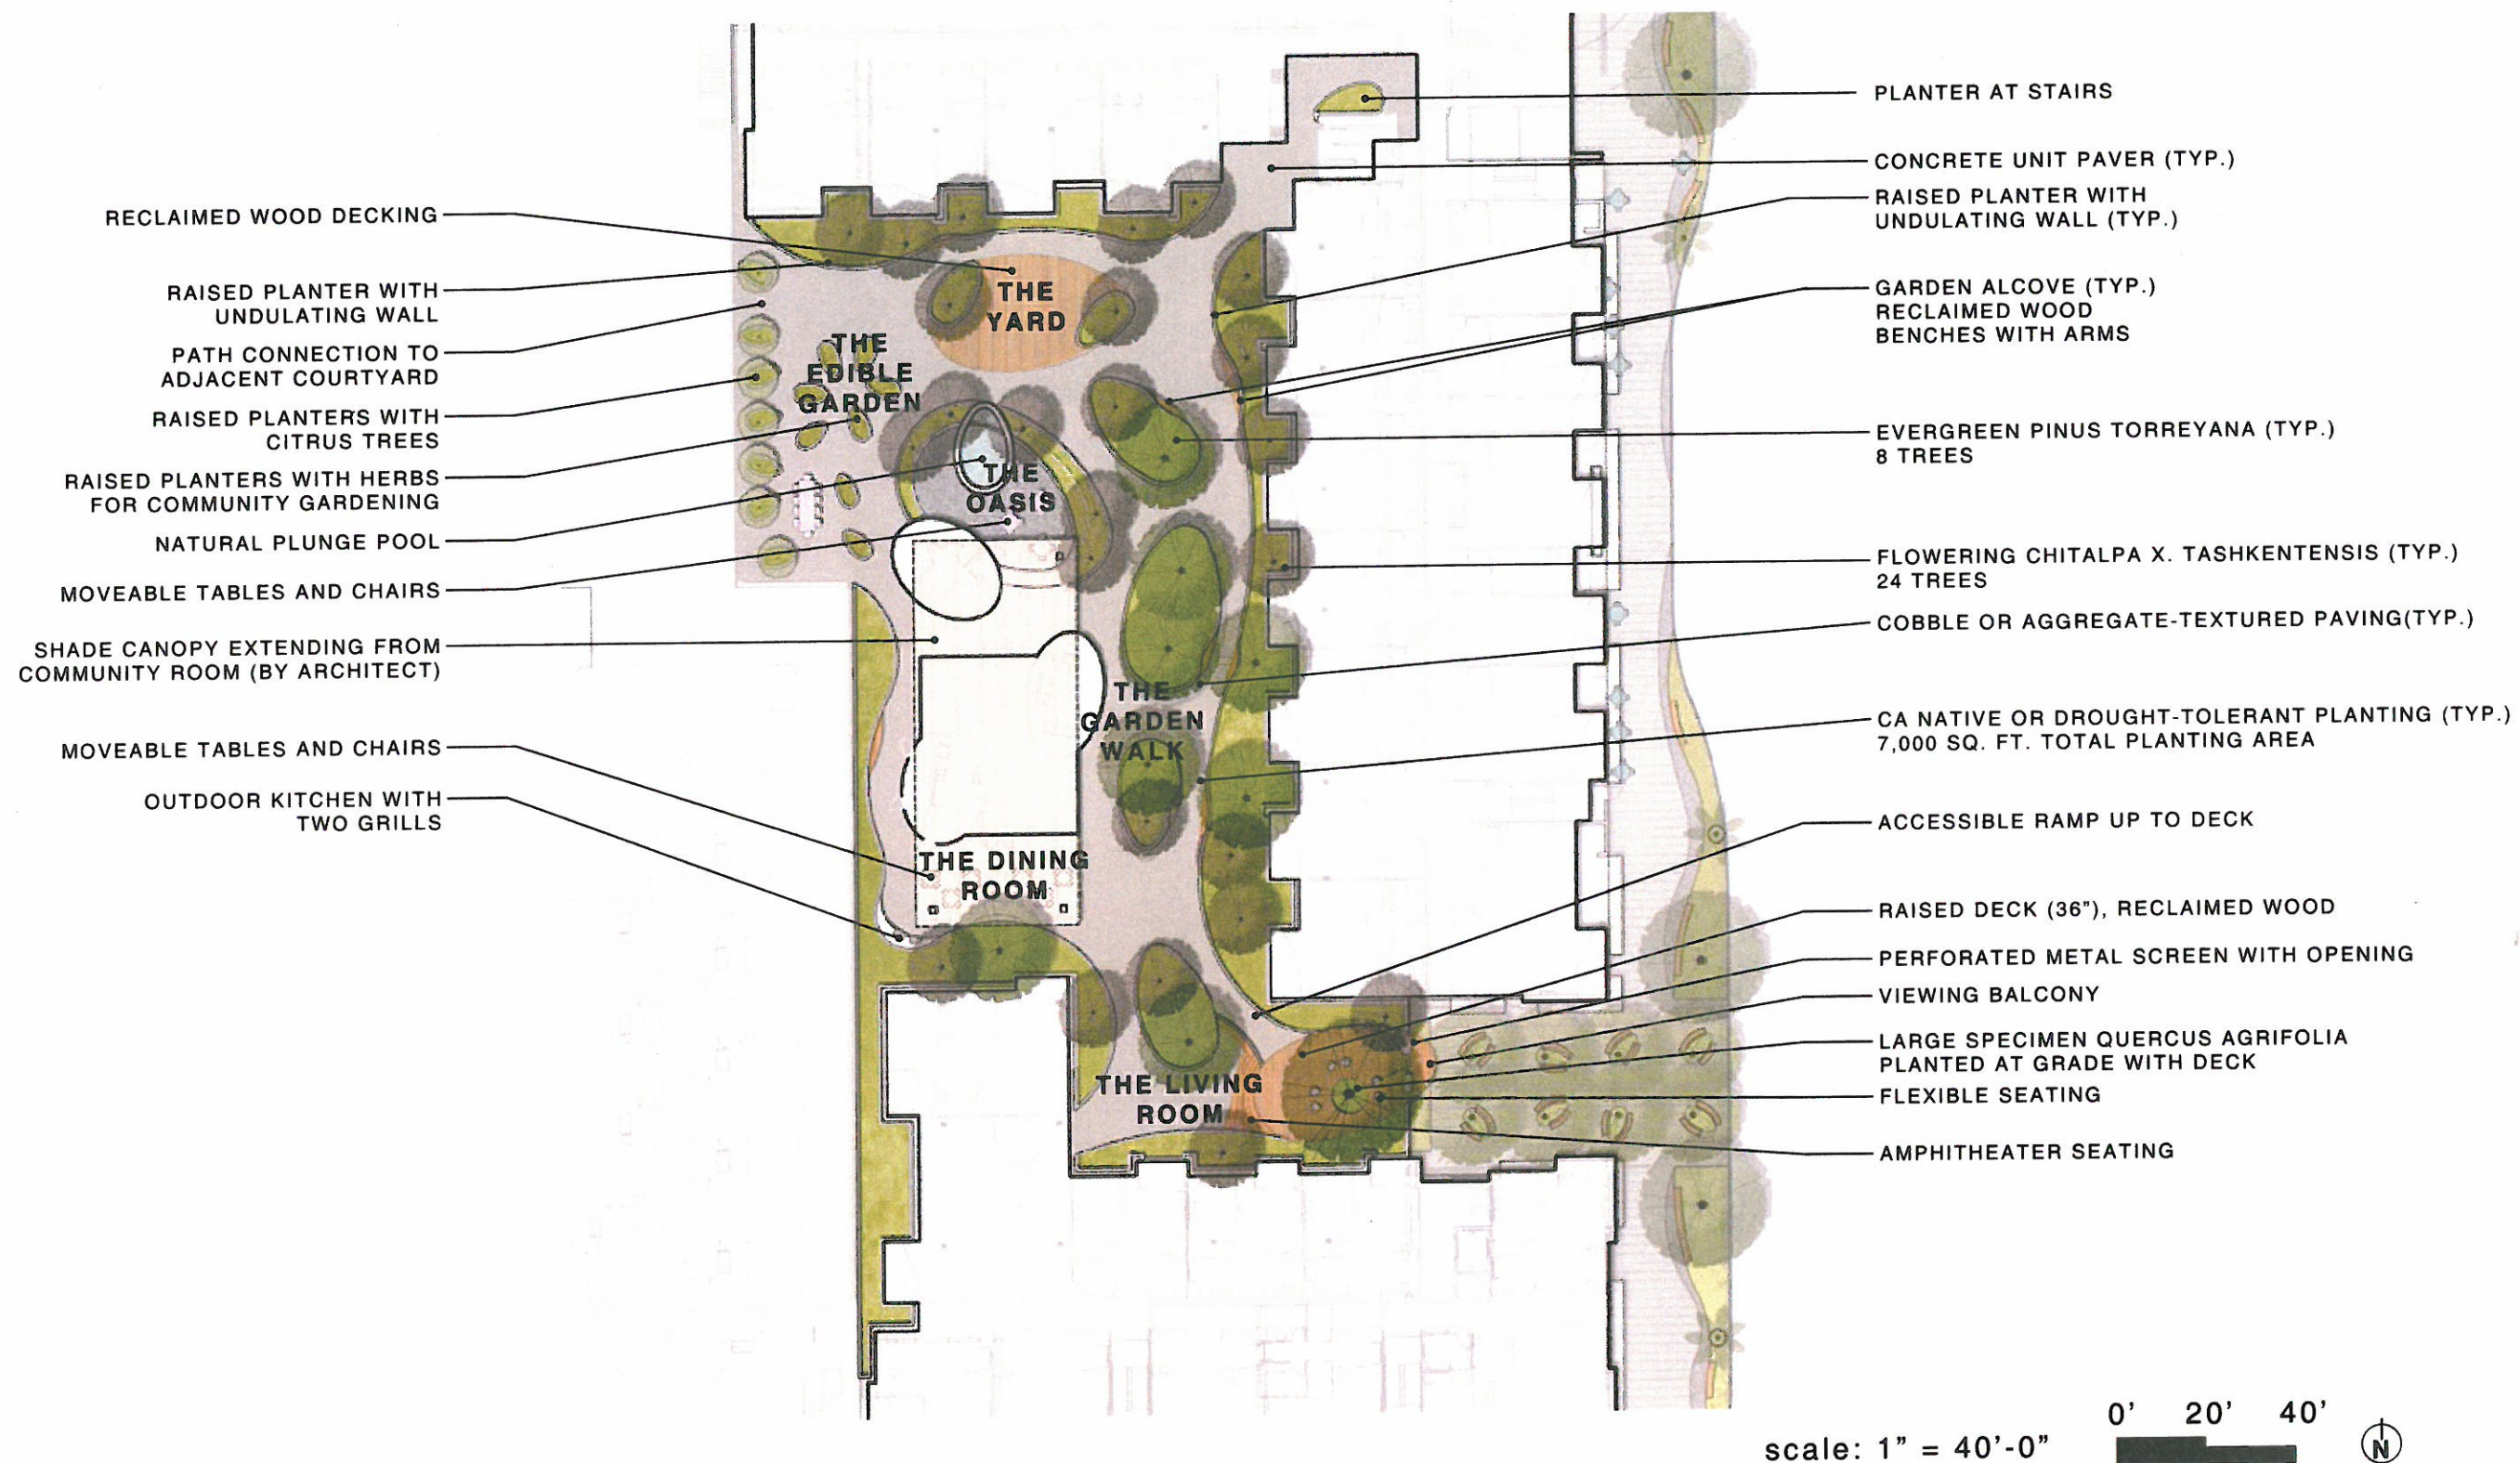 RECLAIMED WOOD DECKING
RAISED PLANTER WITH
UNDULATING WALL
PATH CONNECTION TO
ADJACENT COURTYARD
RAISED PLANTERS WITH
CITRUS TREES
RAISED PLANTERS WITH HERBS
FOR COMMUNITY GARDENING
NATURAL PLUNGE POOL
MOVEABLE TABLES AND CHAIRS
SHADE CANOPY EXTENDING FROM
COMMUNITY ROOM (BY ARCHITECT)
MOVEABLE TABLES AND CHAIRS
OUTDOOR KITCHEN WITH
TWO GRILLS
THE
YARD
THE
EDIBLE
GARDEN
THE
OASIS
THE
GARDEN
WALK
THE DINING
ROOM
THE LIVING
ROOM
PLANTER AT STAIRS
CONCRETE UNIT PAVER (TYP.)
RAISED PLANTER WITH
UNDULATING WALL (TYP.)
GARDEN ALCOVE (TYP.)
RECLAIMED WOOD
BENCHES WITH ARMS
EVERGREEN PINUS TORREYANA (TYP.)
8 TREES
FLOWERING CHITALPA X. TASHKENTENSIS (TYP.)
24 TREES
COBBLE OR AGGREGATE-TEXTURED PAVING(TYP.)
CA NATIVE OR DROUGHT-TOLERANT PLANTING (TYP.)
7,000 SQ. FT. TOTAL PLANTING AREA
ACCESSIBLE RAMP UP TO DECK
RAISED DECK (36”), RECLAIMED WOOD
PERFORATED METAL SCREEN WITH OPENING
VIEWING BALCONY
LARGE SPECIMEN QUERCUS AGRIFOLIA
PLANTED AT GRADE WITH DECK
FLEXIBLE SEATING
AMPHITHEATER SEATING
0’ 20’ 40’
scale: 1” = 40’-0”
N